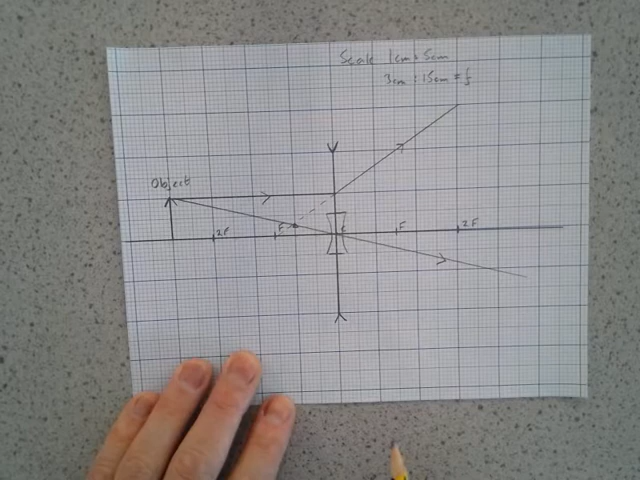 Scale 1cm : 5cm
3cm : 15cm = f
Object
2F
F
c
F
2F